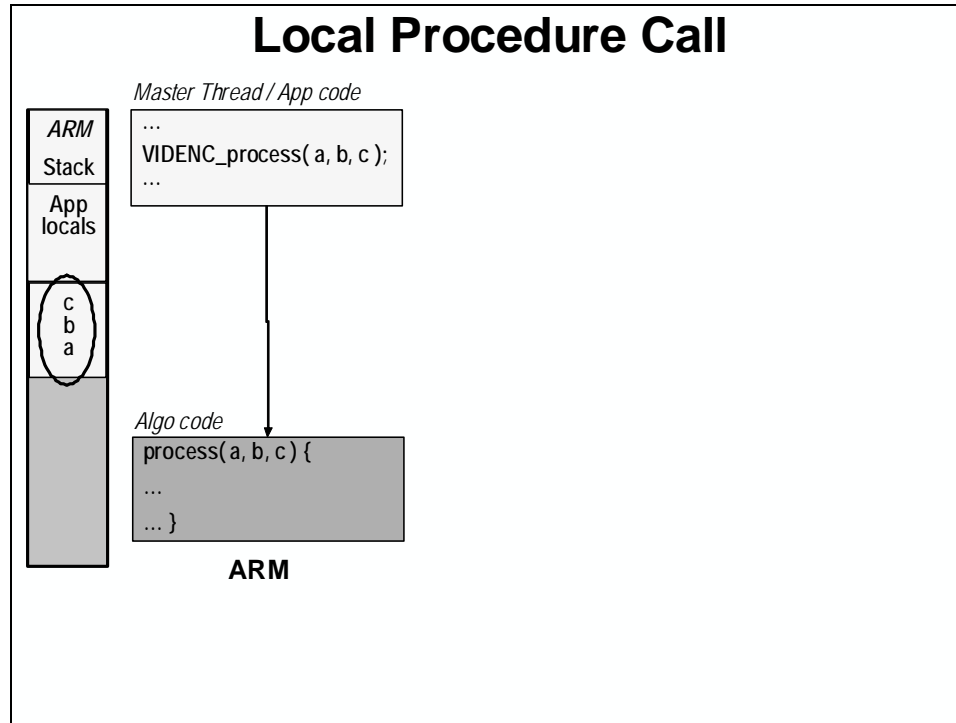 Local Procedure Call
Master Thread / App code
ARM
Stack
App
locals
c
b
a
...
VIDENC_process( a, b, c );
...
Algo code
process( a, b, c ) {
...
... }
ARM